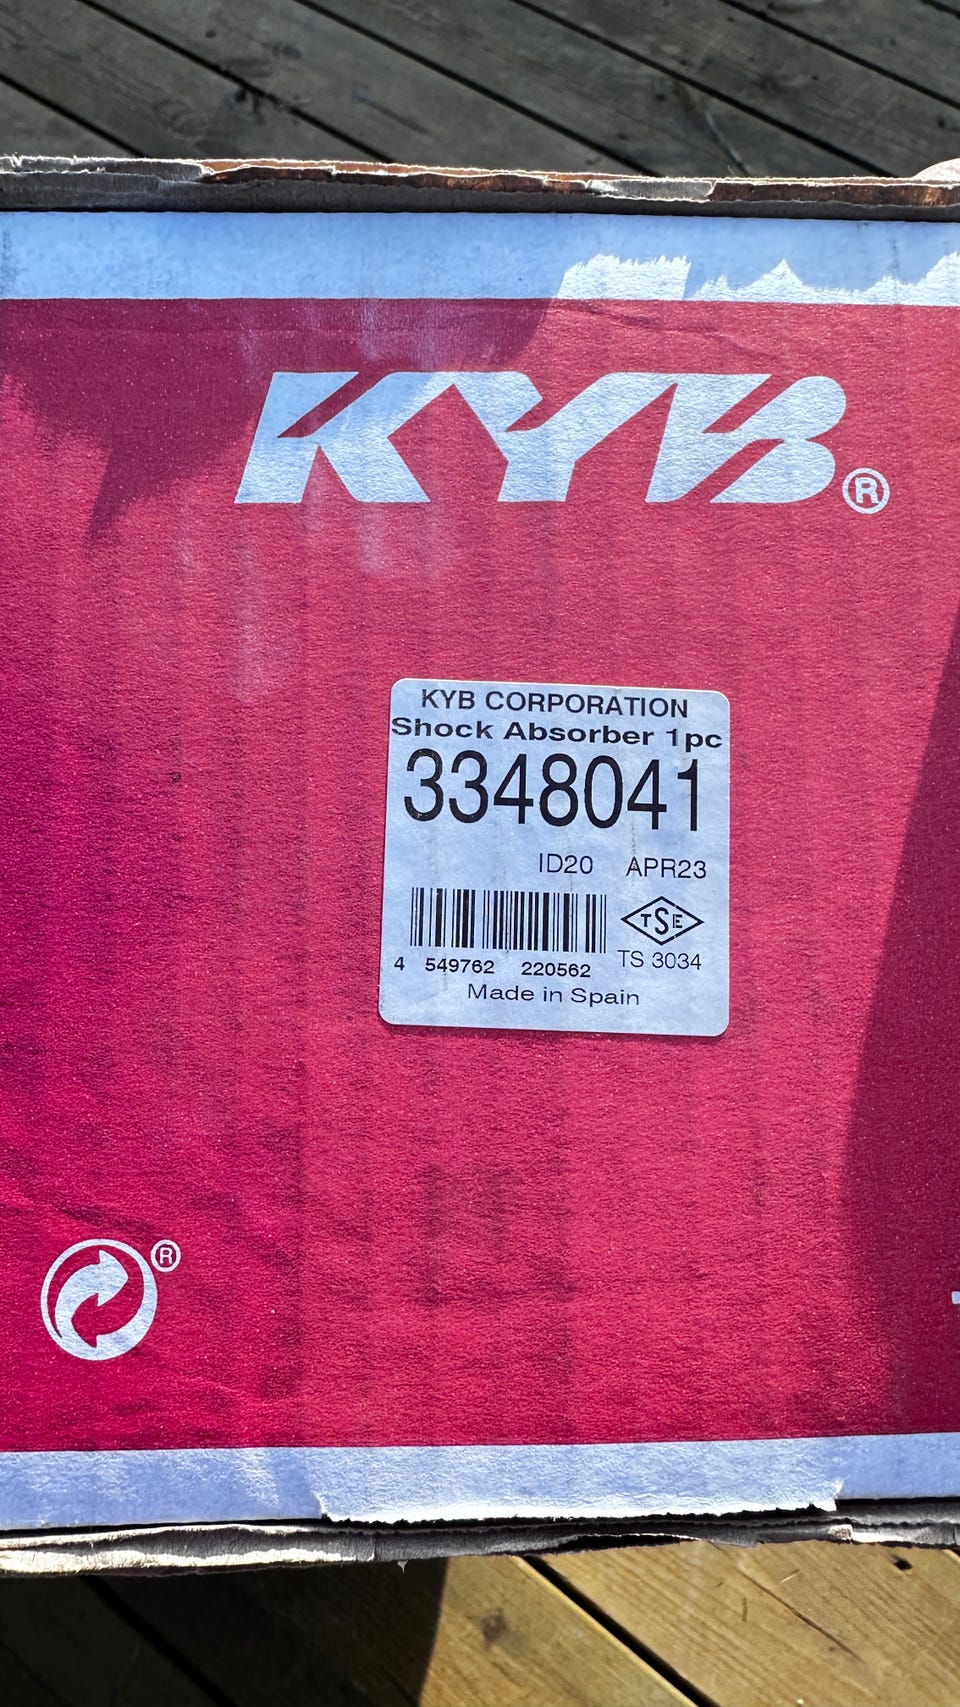 KYB®
KYB CORPORATION
Shock Absorber 1pc
3348041
ID20 APR23
TSE
4 549762 220562 TS 3034
Made in Spain
®